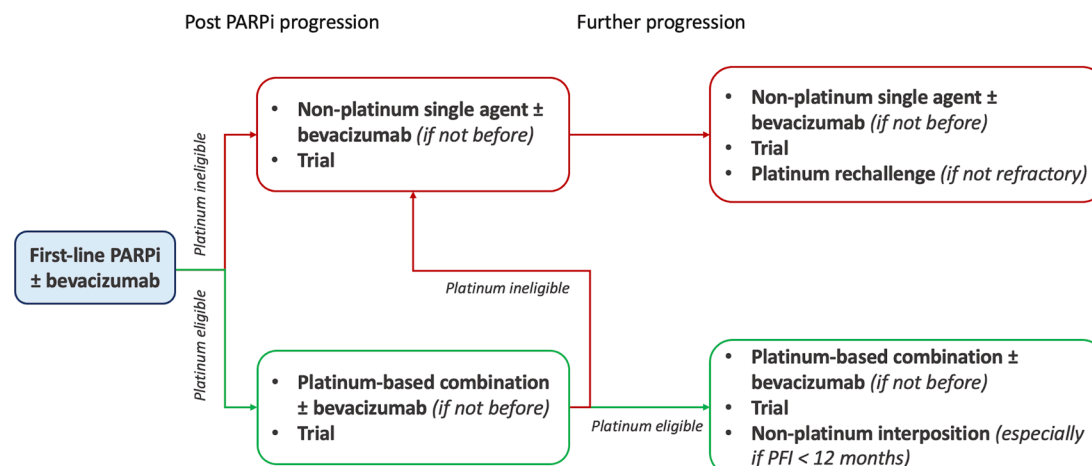 Post PARPi progression
Further progression
• Non-platinum single agent ±
bevacizumab (if not before)
• Trial
• Non-platinum single agent ±
bevacizumab (if not before)
• Trial
• Platinum rechallenge (if not refractory)
Platinum ineligible
First-line PARPi
± bevacizumab
Platinum ineligible
Platinum eligible
• Platinum-based combination
± bevacizumab (if not before)
• Trial
Platinum eligible
• Platinum-based combination ±
bevacizumab (if not before)
• Trial
• Non-platinum interposition (especially
if PFI < 12 months)